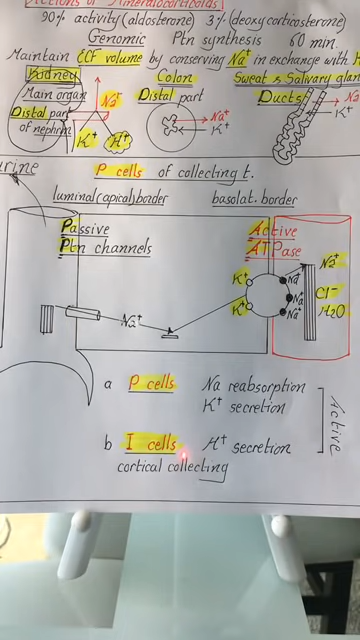 Actions of Mineralocorticoids
90% activity (aldosterone) 3% (deoxycorticosterone)
Genomic Ptn synthesis 60 min.
Maintain ECF volume by conserving Na+ in exchange with
Kidney
Main organ
Distal part
of nephron
Na+
K+ H+
Colon
Distal part
Na+
K+
Sweat & Salivary glan
Ducts
Na
K+
urine
P cells of collecting t.
luminal (apical) border basolat. border
Passive
Ptn channels
Active
ATPase
Na+
K+
K+
Na
Na
Na+
Na+
Cl-
H2O
a P cells Na reabsorption
K+ secretion
b I cells H+ secretion
cortical collecting
Active